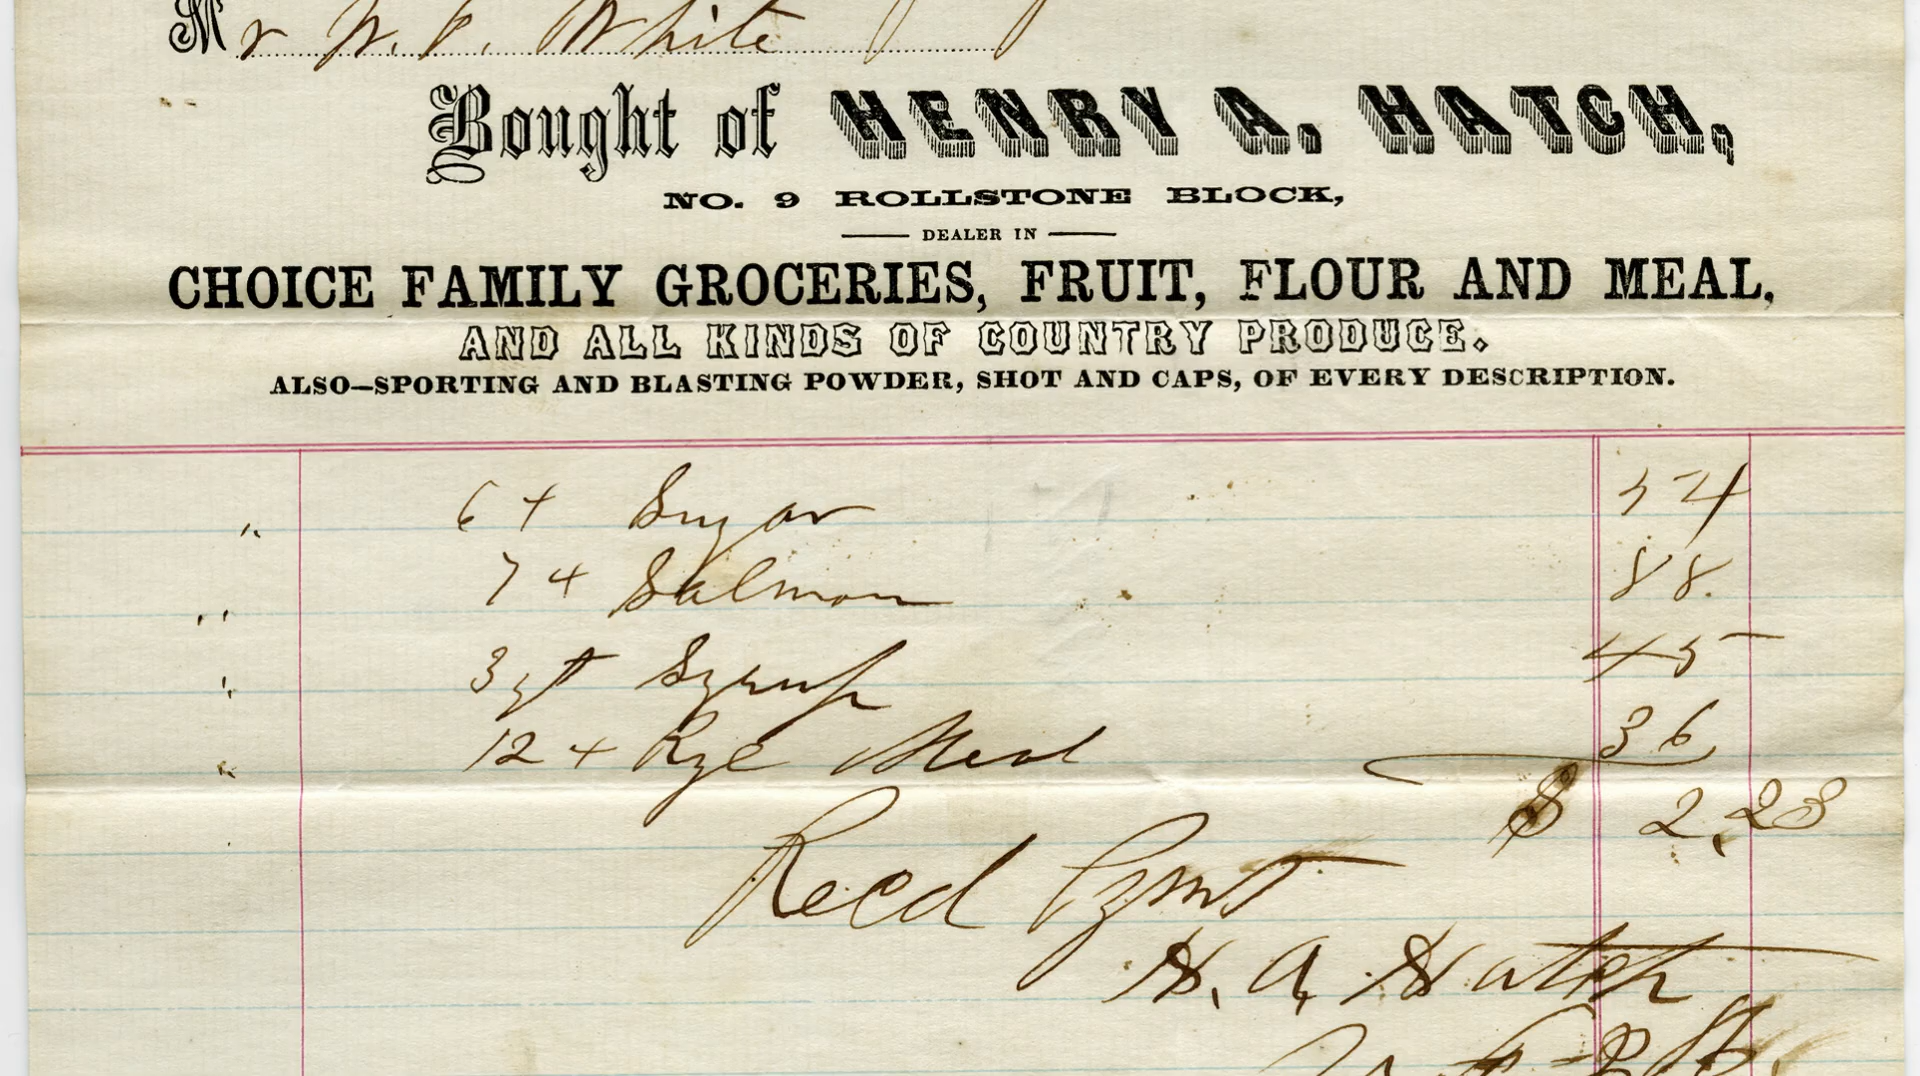 Mr W. P. White
Bought of HENRY A. HATCH,
NO. 9 ROLLSTONE BLOCK,
DEALER IN
CHOICE FAMILY GROCERIES, FRUIT, FLOUR AND MEAL,
AND ALL KINDS OF COUNTRY PRODUCE.
ALSO—SPORTING AND BLASTING POWDER, SHOT AND CAPS, OF EVERY DESCRIPTION.
" 6 # Sugar 54
" 7 # Salmon 88.
" 3 qt Syrup 45
" 12 # Rye Meal 36
$ 2,23
Recd Pymt
H. A. Hatch